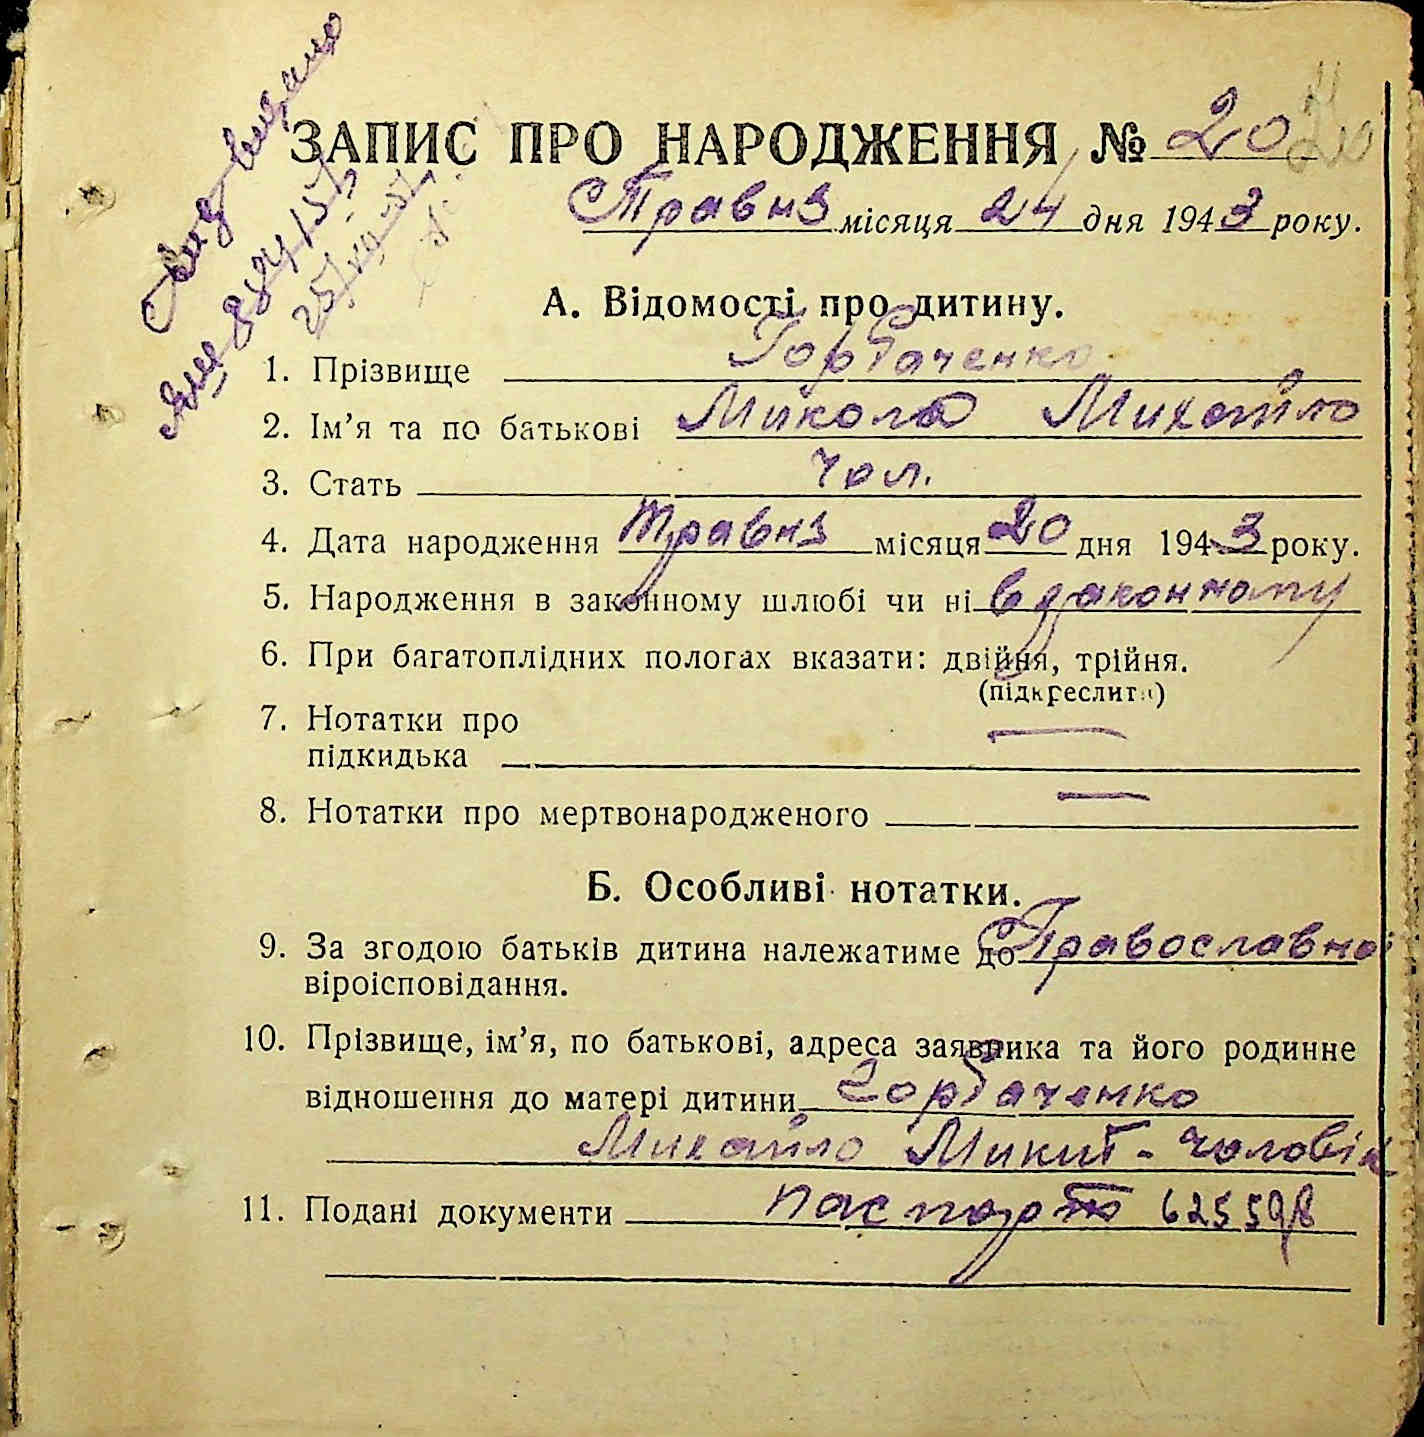 видано
ЗАПИС ПРО НАРОДЖЕННЯ № 20 20
Травня місяця 24 дня 1943 року.
А. Відомості про дитину.
1. Прізвище Горбаченко
2. Ім’я та по батькові Микола Михайло
3. Стать чол.
4. Дата народження травня місяця 20 дня 1943 року.
5. Народження в законному шлюбі чи ні в законному
6. При багатоплідних пологах вказати: двійня, трійня.
(підкреслити)
7. Нотатки про —
підкидька
8. Нотатки про мертвонародженого —
Б. Особливі нотатки.
9. За згодою батьків дитина належатиме до Православної
віроісповідання.
10. Прізвище, ім’я, по батькові, адреса заявника та його родинне
відношення до матері дитини Горбаченко
Михайло Микит - чоловік
11. Подані документи паспорт 625598